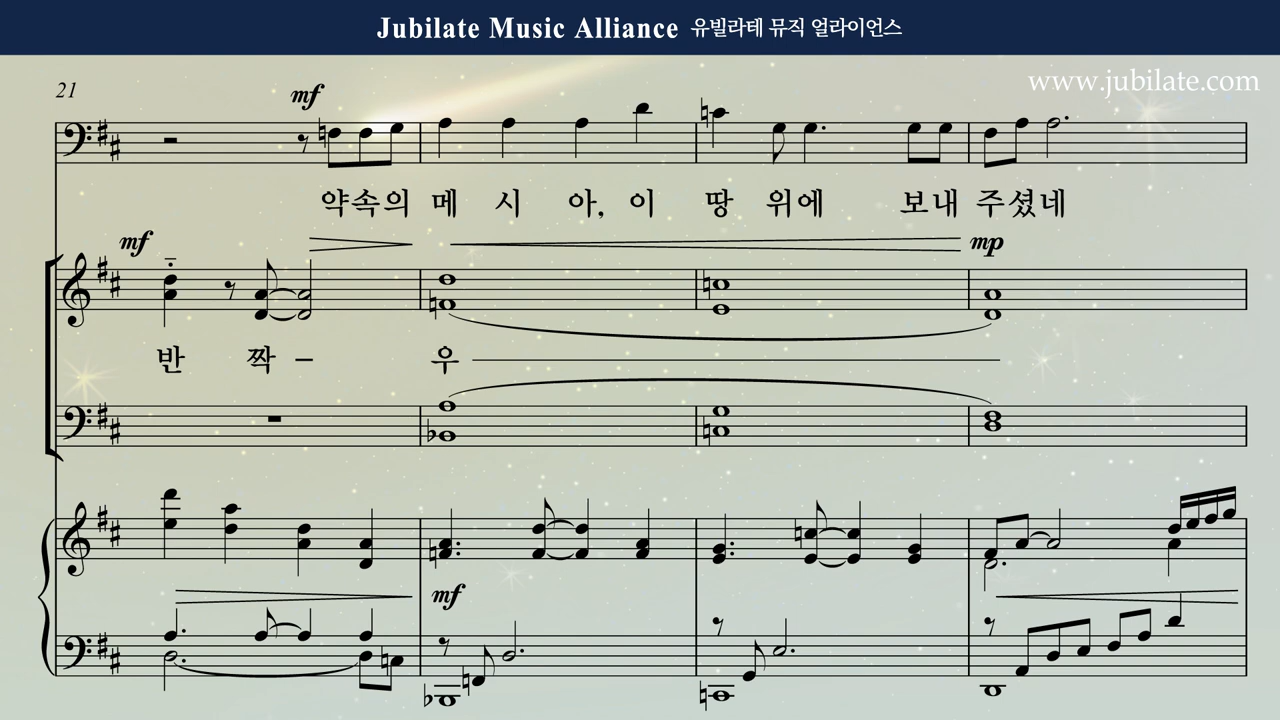 Jubilate Music Alliance 유빌라테 뮤직 얼라이언스
www.jubilate.com
21
mf
약속의 메 시 아, 이 땅 위에 보내 주셨네
mf mp
반 짝 – 우
mf